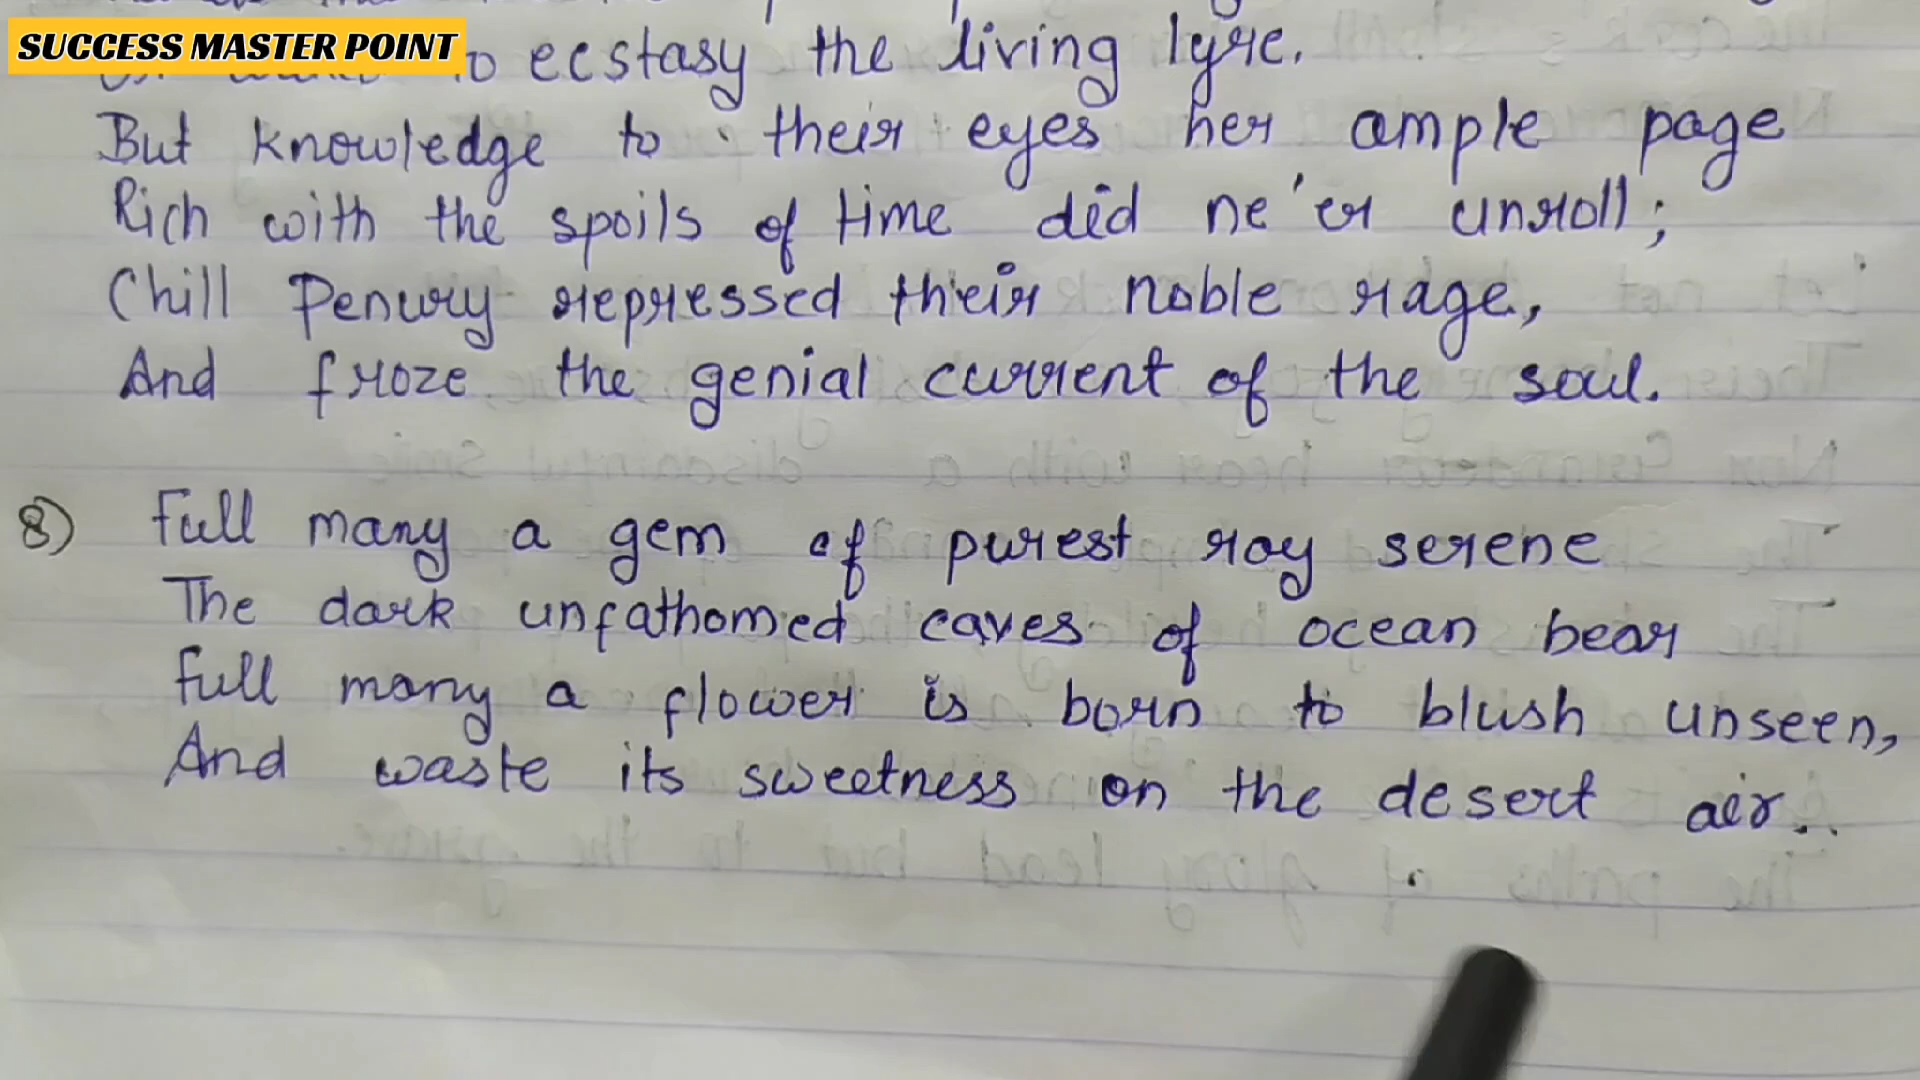 SUCCESS MASTER POINT
to ecstasy the living lyre.
But knowledge to their eyes her ample page
Rich with the spoils of time did ne'er unroll;
Chill Penury repressed their noble rage,
And froze the genial current of the soul.
8) Full many a gem of purest ray serene
The dark unfathomed caves of ocean bear
Full many a flower is born to blush unseen,
And waste its sweetness on the desert air.